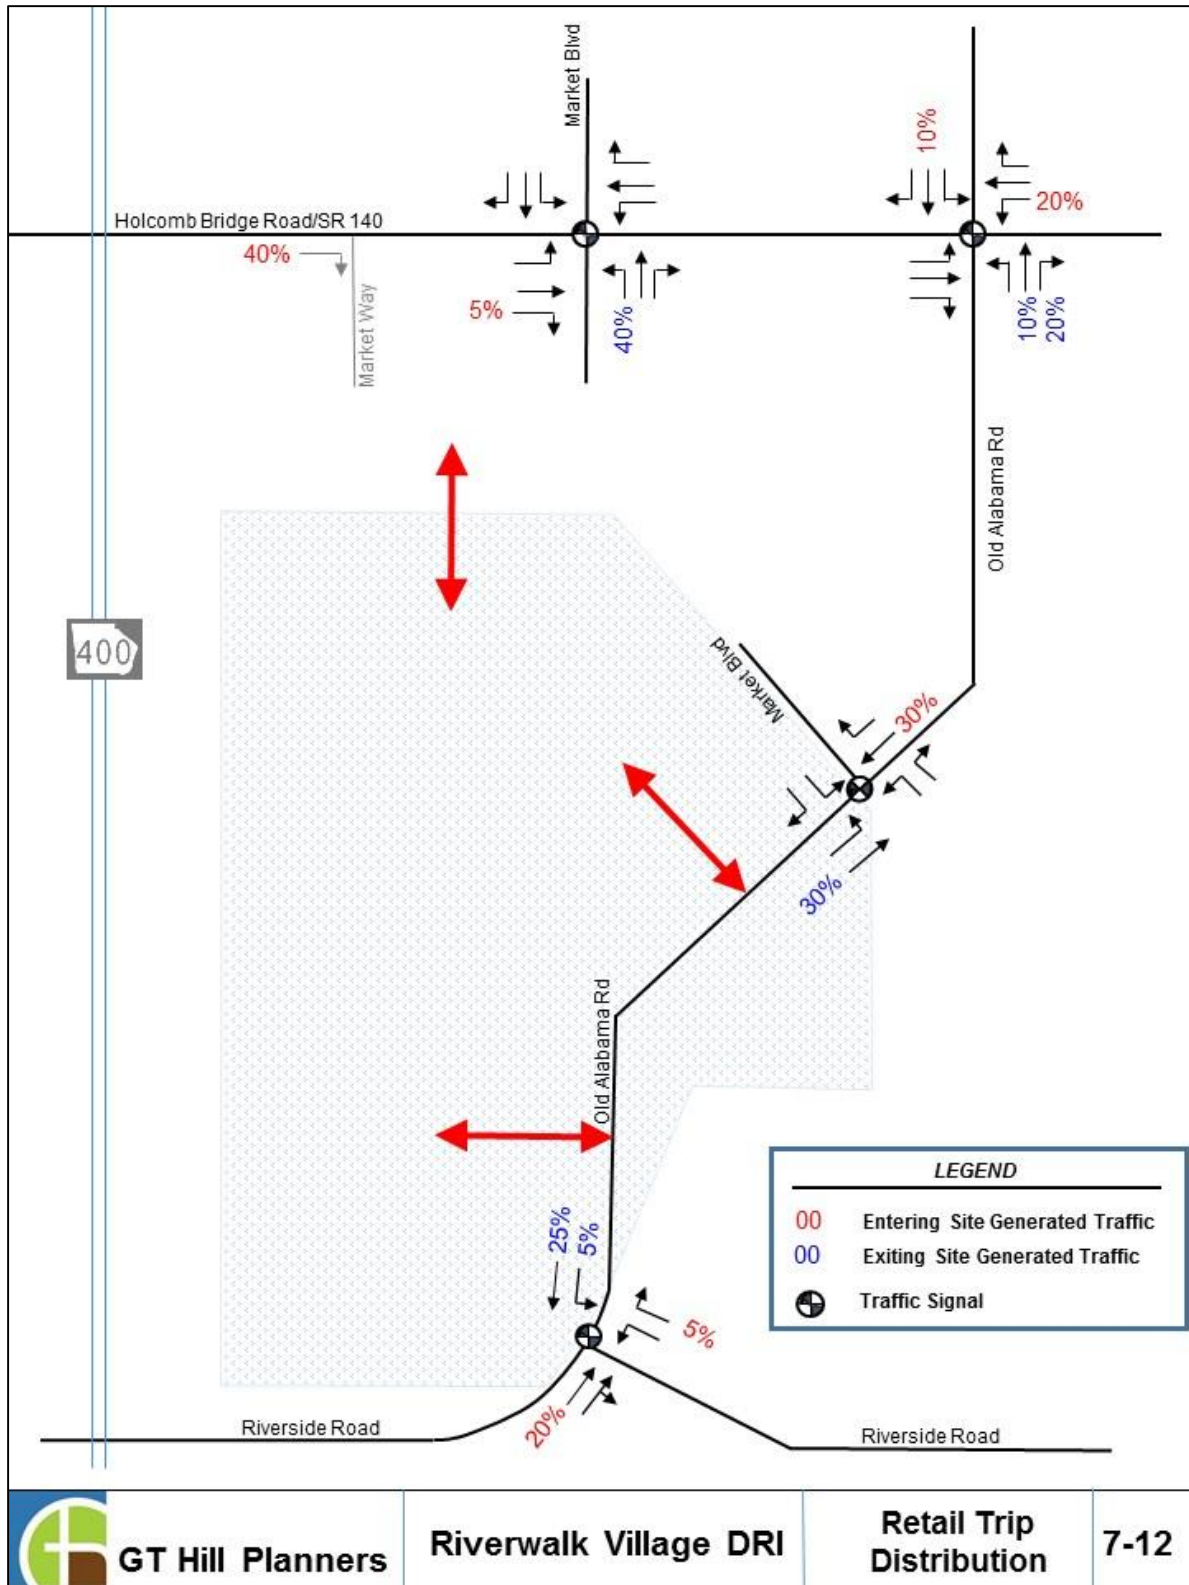 Market Blvd
10%
20%
Holcomb Bridge Road/SR 140
40%
Market Way
5%
40%
10%
20%
Old Alabama Rd
400
Market Blvd
30%
30%
Old Alabama Rd
25%
5%
5%
20%
Riverside Road
Riverside Road
LEGEND
00 Entering Site Generated Traffic
00 Exiting Site Generated Traffic
Traffic Signal
GT Hill Planners
Riverwalk Village DRI
Retail Trip
Distribution
7-12